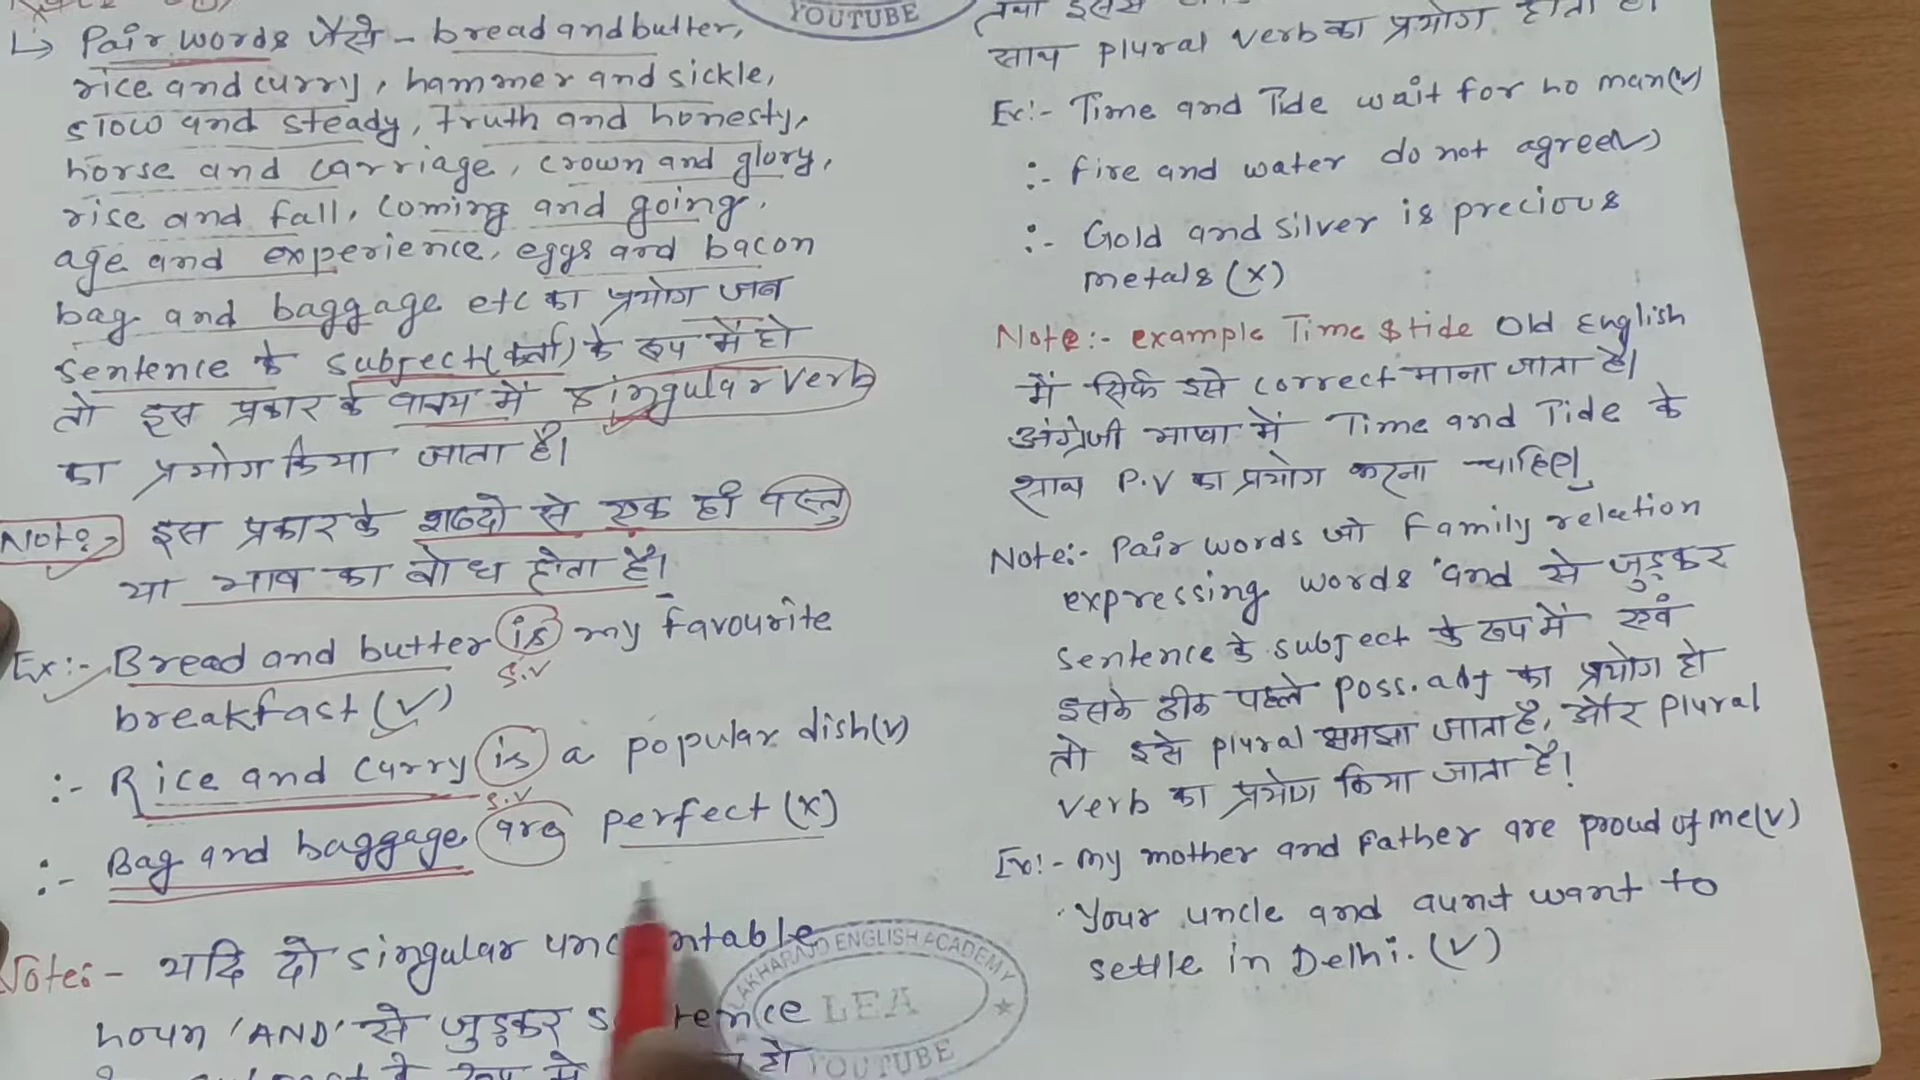 YOUTUBE
↳ Pair words जैसे - bread and butter,
rice and curry, hammer and sickle,
slow and steady, truth and honesty,
horse and carriage, crown and glory,
rise and fall, coming and going,
age and experience, eggs and bacon
bag and baggage etc का प्रयोग जब
sentence के subject(कर्ता) के रूप में हो
तो इस प्रकार के वाक्य में singular verb
का प्रयोग किया जाता है।
Note:- इस प्रकार के शब्दो से एक ही वस्तु
या भाव का बोध होता है।
Ex:- Bread and butter is my favourite
S.V
breakfast (✓)
:- Rice and curry is a popular dish(✓)
S.V
:- Bag and baggage are perfect (x)
Note:- यदि दो singular
noun 'AND' से जुड़कर
साथ plural verb का प्रयोग होता है।
Ex:- Time and Tide wait for no man(✓)
:- fire and water do not agree(✓)
:- Gold and silver is precious
metals (x)
Note:- example Time & tide Old English
में सिर्फ इसे correct माना जाता है।
अंग्रेजी भाषा में Time and Tide के
साथ P.V का प्रयोग करना चाहिए।
Note:- Pair words जो Family relation
expressing words 'and से जुड़कर
sentence के subject के रूप में एवं
इसके ठीक पहले poss. adj का प्रयोग हो
तो इसे plural समझा जाता है, और plural
verb का प्रयोग किया जाता है!
Ex:- My mother and Father are proud of me(✓)
Your uncle and aunt want to
settle in Delhi. (✓)
LAKHARAJO ENGLISH ACADEMY
LEA
YOUTUBE